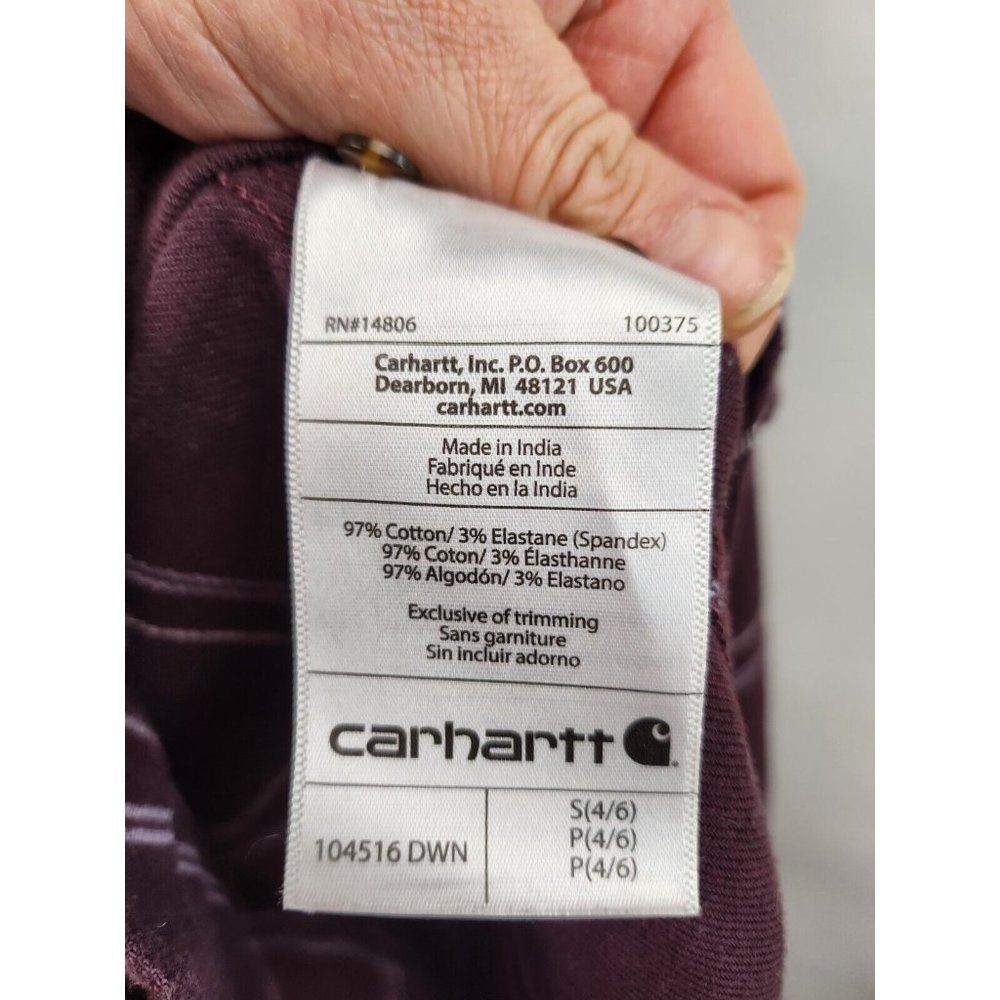 RN#14806 100375
Carhartt, Inc. P.O. Box 600
Dearborn, MI 48121 USA
carhartt.com
Made in India
Fabriqué en Inde
Hecho en la India
97% Cotton/ 3% Elastane (Spandex)
97% Coton/ 3% Élasthanne
97% Algodón/ 3% Elastano
Exclusive of trimming
Sans garniture
Sin incluir adorno
carhartt
104516 DWN
S(4/6)
P(4/6)
P(4/6)